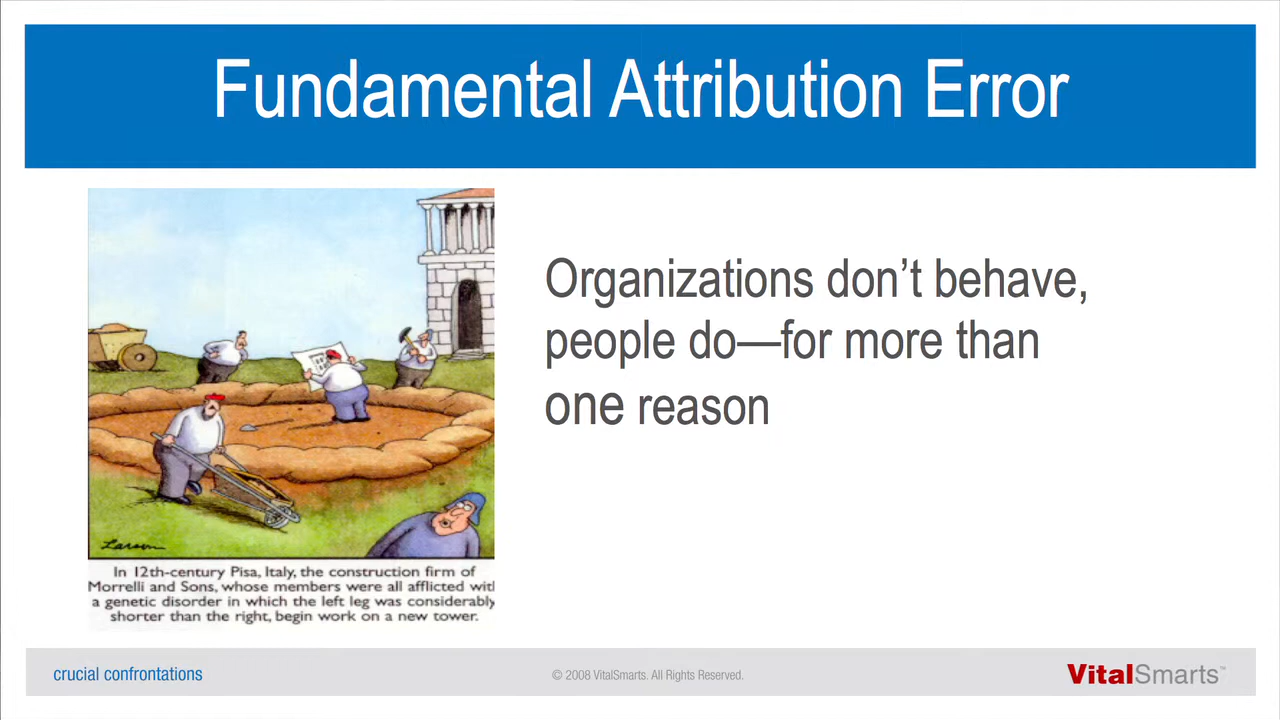 Fundamental Attribution Error
Organizations don’t behave,
people do—for more than
one reason
Larson
In 12th-century Pisa, Italy, the construction firm of
Morrelli and Sons, whose members were all afflicted with
a genetic disorder in which the left leg was considerably
shorter than the right, begin work on a new tower.
crucial confrontations
© 2008 VitalSmarts. All Rights Reserved.
VitalSmarts™